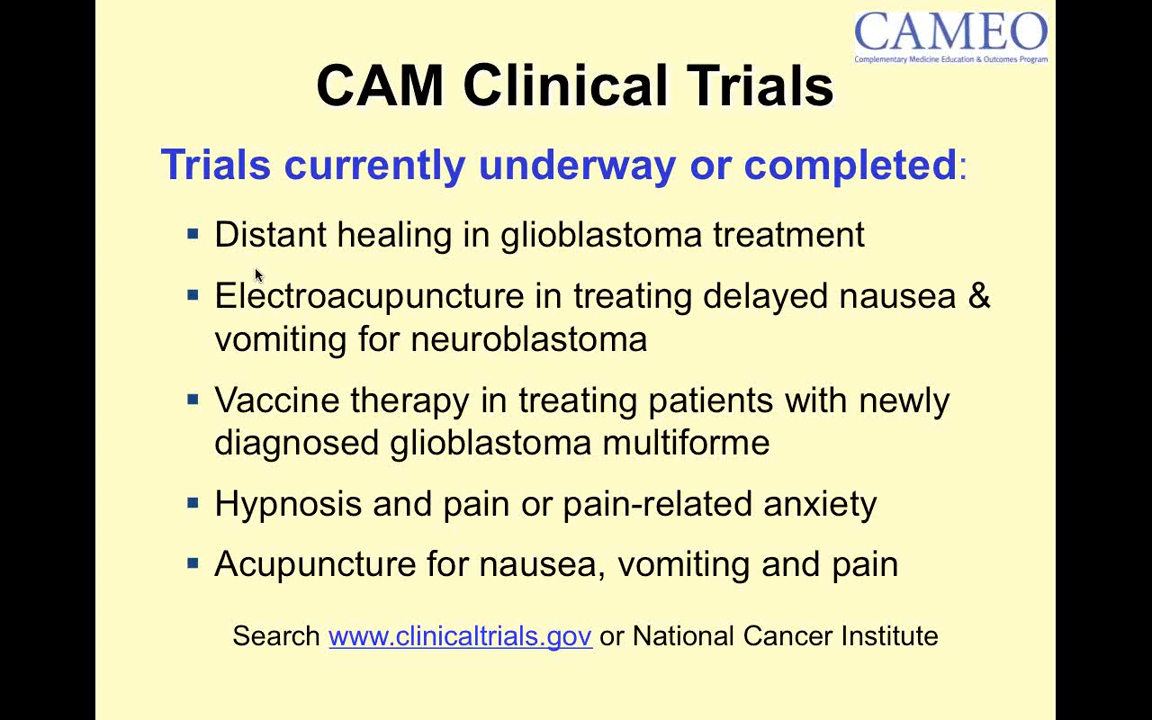 CAMEO
Complementary Medicine Education & Outcomes Program
CAM Clinical Trials
Trials currently underway or completed:
▪ Distant healing in glioblastoma treatment
▪ Electroacupuncture in treating delayed nausea &
vomiting for neuroblastoma
▪ Vaccine therapy in treating patients with newly
diagnosed glioblastoma multiforme
▪ Hypnosis and pain or pain-related anxiety
▪ Acupuncture for nausea, vomiting and pain
Search www.clinicaltrials.gov or National Cancer Institute